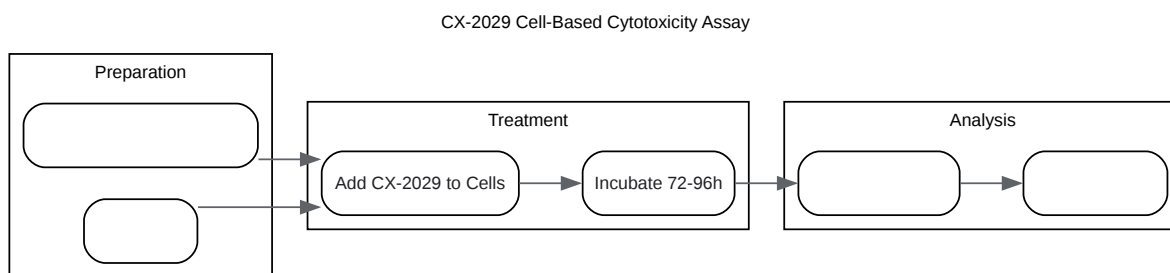 CX-2029 Cell-Based Cytotoxicity Assay
Preparation
Treatment
Add CX-2029 to Cells
Incubate 72-96h
Analysis